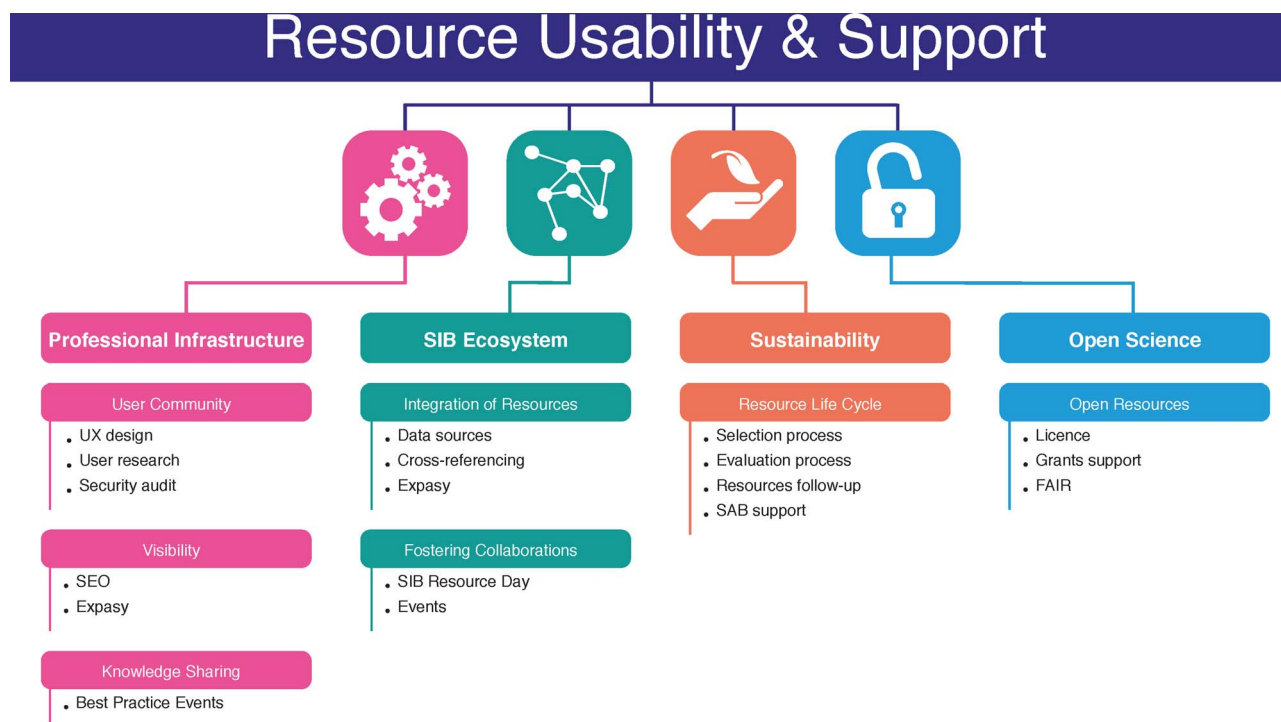 Resource Usability & Support
Professional Infrastructure
User Community
• UX design
• User research
• Security audit
Visibility
• SEO
• Expasy
Knowledge Sharing
• Best Practice Events
SIB Ecosystem
Integration of Resources
• Data sources
• Cross-referencing
• Expasy
Fostering Collaborations
• SIB Resource Day
• Events
Sustainability
Resource Life Cycle
• Selection process
• Evaluation process
• Resources follow-up
• SAB support
Open Science
Open Resources
• Licence
• Grants support
• FAIR